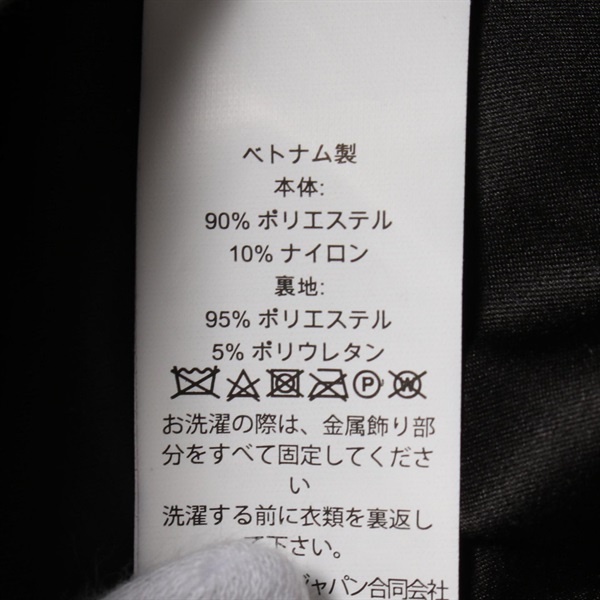 ベトナム製
本体:
90% ポリエステル
10% ナイロン
裏地:
95% ポリエステル
5% ポリウレタン
P W
お洗濯の際は、金属飾り部
分をすべて固定してくださ
い
洗濯する前に衣類を裏返し
て下さい。
ジャパン合同会社